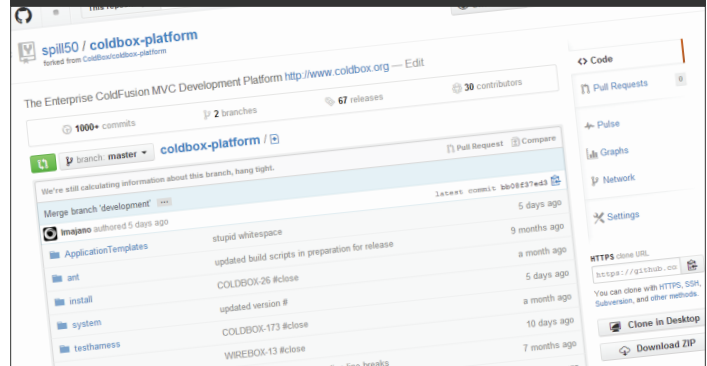 This repo
spill50 / coldbox-platform
forked from ColdBox/coldbox-platform
The Enterprise ColdFusion MVC Development Platform http://www.coldbox.org — Edit
1000+ commits
2 branches
67 releases
30 contributors
branch: master
coldbox-platform /
Pull Request
Compare
We're still calculating information about this branch, hang tight.
Merge branch 'development' ...
lmajano authored 5 days ago
latest commit bb08f37ed3
ApplicationTemplates
stupid whitespace
5 days ago
ant
updated build scripts in preparation for release
9 months ago
install
COLDBOX-26 #close
a month ago
system
updated version #
5 days ago
testharness
COLDBOX-173 #close
a month ago
WIREBOX-13 #close
10 days ago
line breaks
7 months ago
Code
Pull Requests
0
Pulse
Graphs
Network
Settings
HTTPS clone URL
https://github.co
You can clone with HTTPS, SSH,
Subversion, and other methods.
Clone in Desktop
Download ZIP